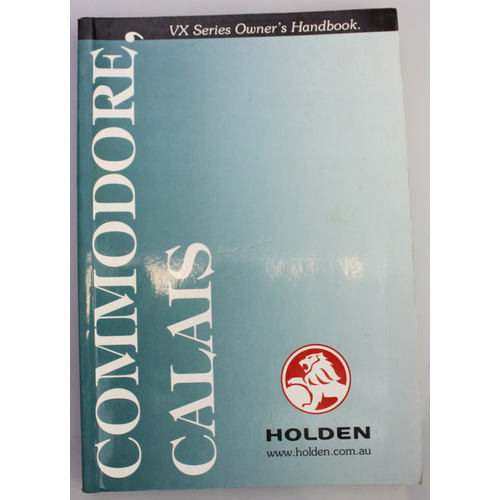 VX Series Owner's Handbook.
COMMODORE,
CALAIS
HOLDEN
www.holden.com.au